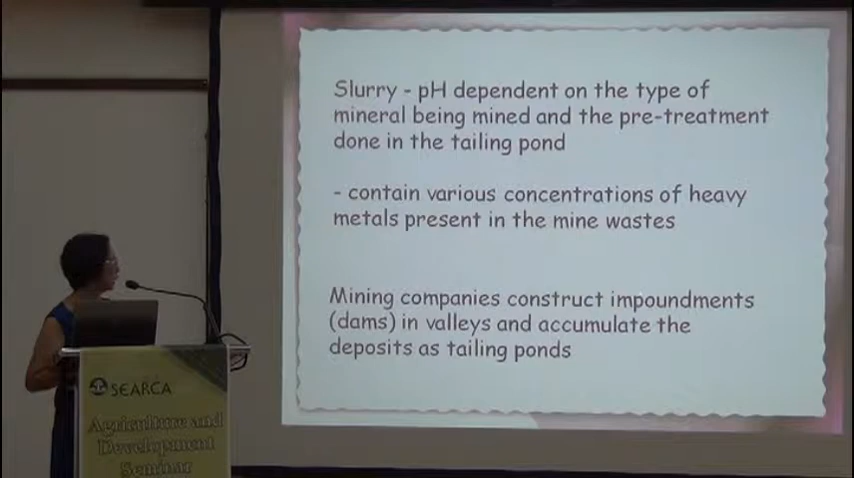 Slurry - pH dependent on the type of
mineral being mined and the pre-treatment
done in the tailing pond
- contain various concentrations of heavy
metals present in the mine wastes
Mining companies construct impoundments
(dams) in valleys and accumulate the
deposits as tailing ponds
SEARCA
Agriculture and
Development
Seminar